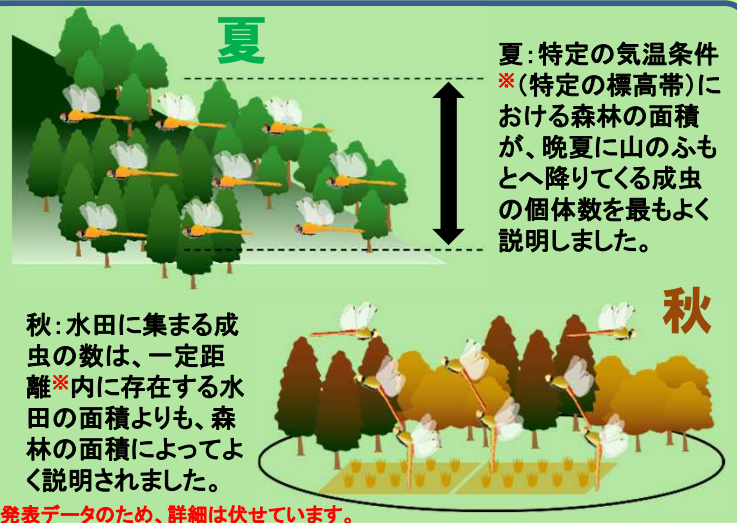 夏
夏：特定の気温条件
※（特定の標高帯）に
おける森林の面積
が、晩夏に山のふも
とへ降りてくる成虫
の個体数を最もよく
説明しました。
秋
秋：水田に集まる成
虫の数は、一定距
離※内に存在する水
田の面積よりも、森
林の面積によってよ
く説明されました。
発表データのため、詳細は伏せています。